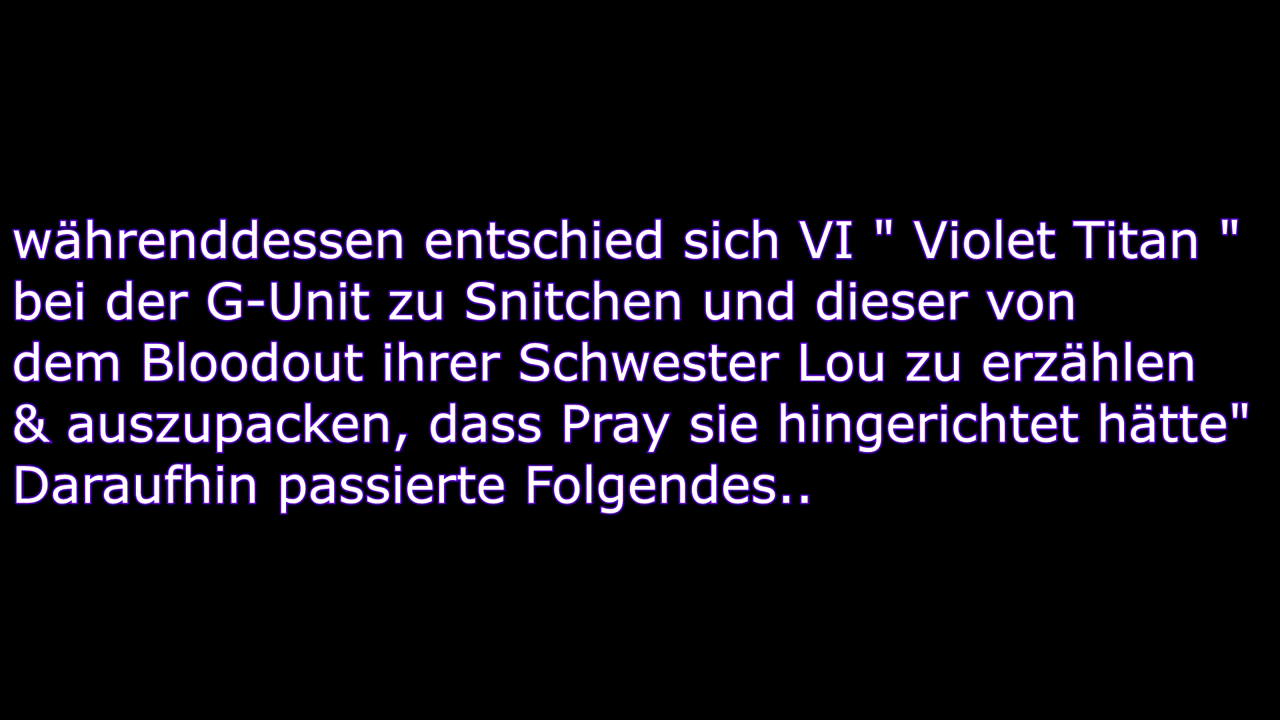 währenddessen entschied sich VI " Violet Titan "
bei der G-Unit zu Snitchen und dieser von
dem Bloodout ihrer Schwester Lou zu erzählen
& auszupacken, dass Pray sie hingerichtet hätte"
Daraufhin passierte Folgendes..